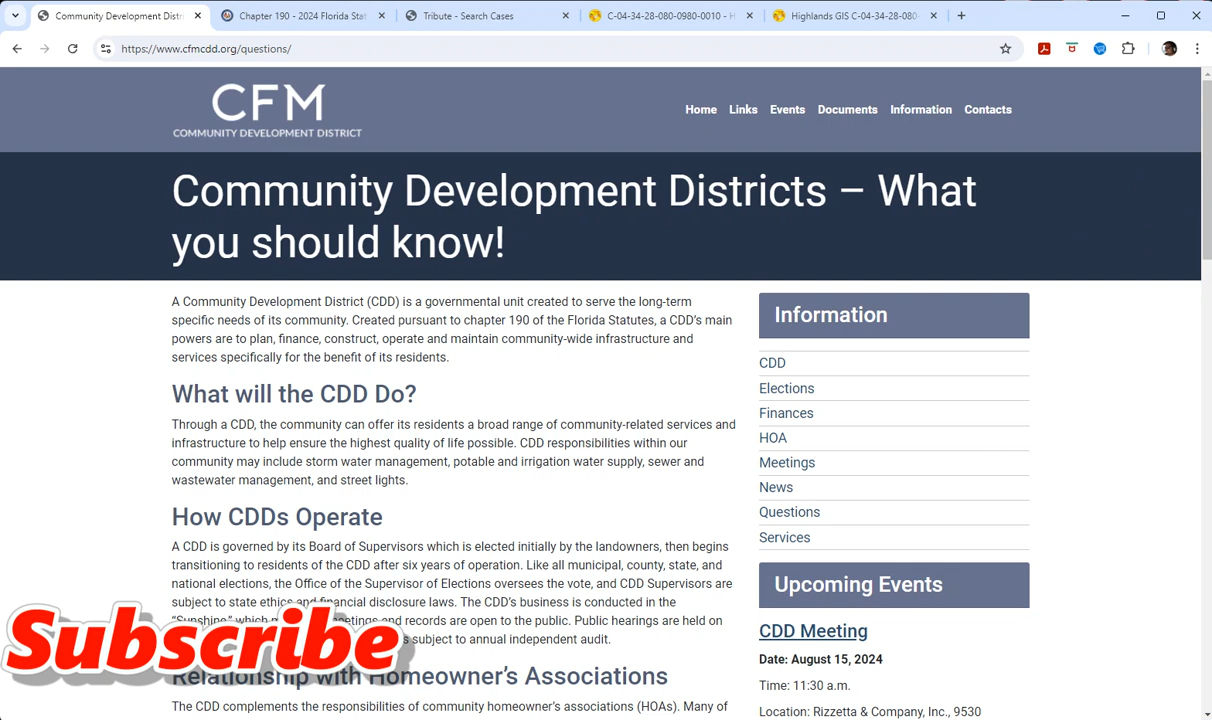 Community Development Distri
Chapter 190 - 2024 Florida Stat
Tribute - Search Cases
C-04-34-28-080-0980-0010 - H
Highlands GIS C-04-34-28-080-
https://www.cfmcdd.org/questions/
CFM
COMMUNITY DEVELOPMENT DISTRICT
Home Links Events Documents Information Contacts
Community Development Districts – What
you should know!
A Community Development District (CDD) is a governmental unit created to serve the long-term
specific needs of its community. Created pursuant to chapter 190 of the Florida Statutes, a CDD's main
powers are to plan, finance, construct, operate and maintain community-wide infrastructure and
services specifically for the benefit of its residents.
What will the CDD Do?
Through a CDD, the community can offer its residents a broad range of community-related services and
infrastructure to help ensure the highest quality of life possible. CDD responsibilities within our
community may include storm water management, potable and irrigation water supply, sewer and
wastewater management, and street lights.
How CDDs Operate
A CDD is governed by its Board of Supervisors which is elected initially by the landowners, then begins
transitioning to residents of the CDD after six years of operation. Like all municipal, county, state, and
national elections, the Office of the Supervisor of Elections oversees the vote, and CDD Supervisors are
subject to state ethics and financial disclosure laws. The CDD's business is conducted in the
"Sunshine," which meetings and records are open to the public. Public hearings are held on
subject to annual independent audit.
Relationship with Homeowner's Associations
The CDD complements the responsibilities of community homeowner's associations (HOAs). Many of
Subscribe
Information
CDD
Elections
Finances
HOA
Meetings
News
Questions
Services
Upcoming Events
CDD Meeting
Date: August 15, 2024
Time: 11:30 a.m.
Location: Rizzetta & Company, Inc., 9530